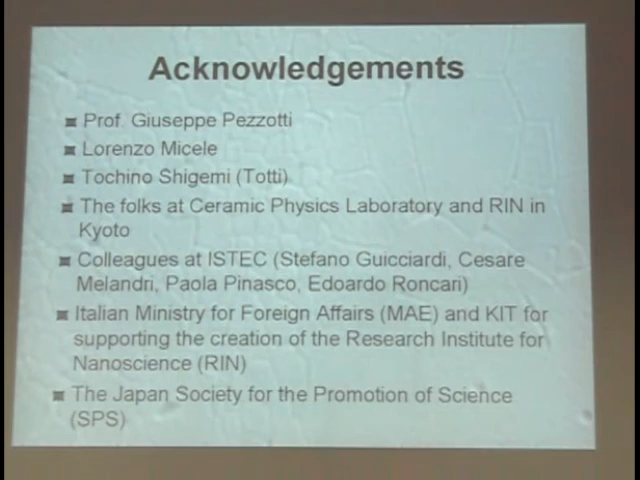 Acknowledgements
Prof. Giuseppe Pezzotti
Lorenzo Micele
Tochino Shigemi (Totti)
The folks at Ceramic Physics Laboratory and RIN in
Kyoto
Colleagues at ISTEC (Stefano Guicciardi, Cesare
Melandri, Paola Pinasco, Edoardo Roncari)
Italian Ministry for Foreign Affairs (MAE) and KIT for
supporting the creation of the Research Institute for
Nanoscience (RIN)
The Japan Society for the Promotion of Science
(SPS)